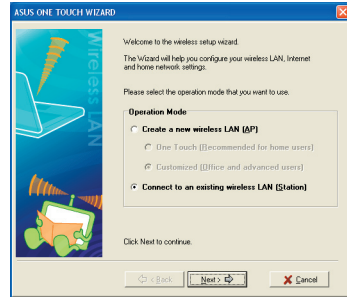 ASUS ONE TOUCH WIZARD
Wireless LAN
Welcome to the wireless setup wizard.
The Wizard will help you configure your wireless LAN, Internet
and home network settings.
Please select the operation mode that you want to use.
Operation Mode
Create a new wireless LAN (AP)
One Touch (Recommended for home users)
Customized (Office and advanced users)
Connect to an existing wireless LAN (Station)
Click Next to continue.
< Back
Next >
Cancel